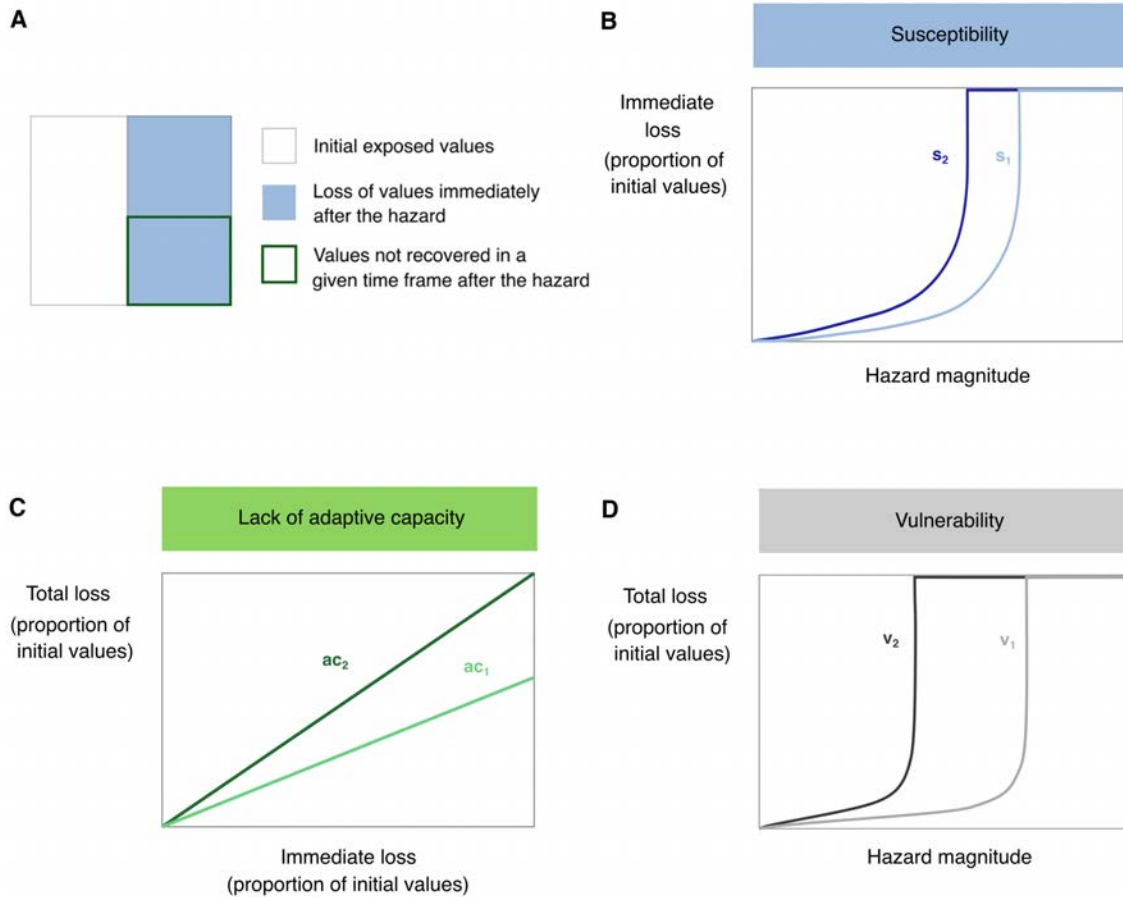 A
Initial exposed values
Loss of values immediately
after the hazard
Values not recovered in a
given time frame after the hazard
B
Susceptibility
Immediate
loss
(proportion of
initial values)
s₂
s₁
Hazard magnitude
C
Lack of adaptive capacity
Total loss
(proportion of
initial values)
ac₂
ac₁
Immediate loss
(proportion of initial values)
D
Vulnerability
Total loss
(proportion of
initial values)
v₂
v₁
Hazard magnitude